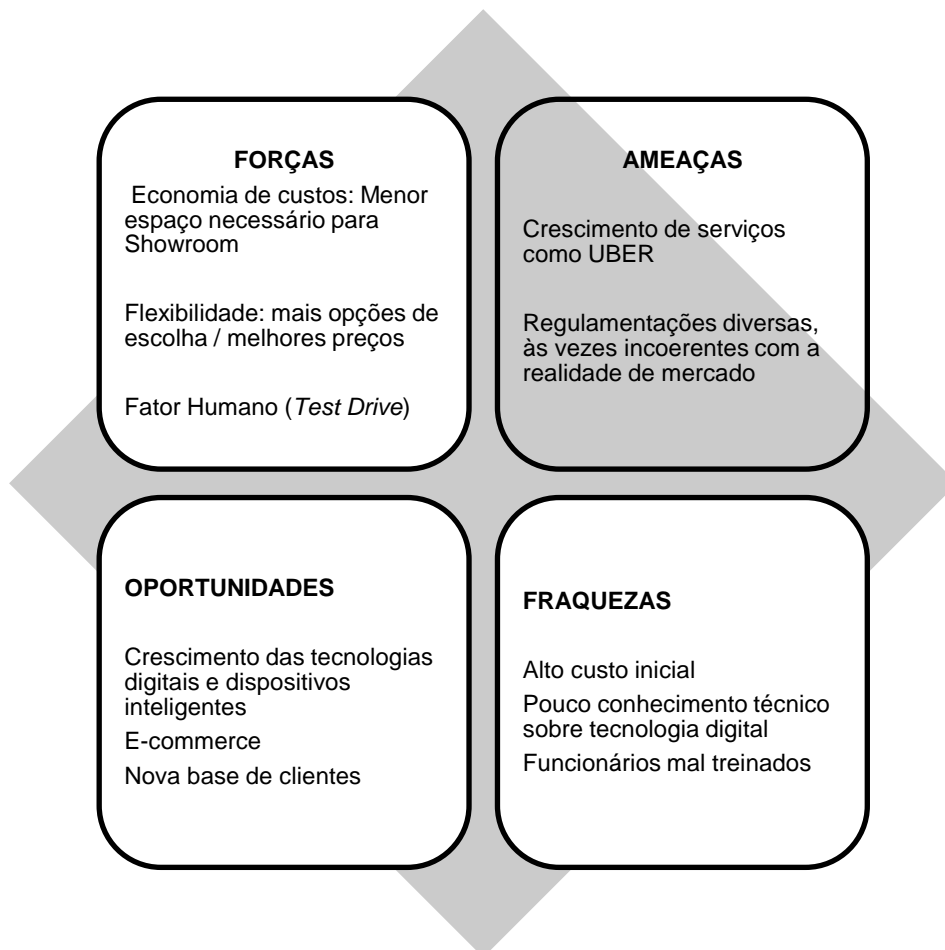 FORÇAS
Economia de custos: Menor
espaço necessário para
Showroom
Flexibilidade: mais opções de
escolha / melhores preços
Fator Humano (Test Drive)
AMEAÇAS
Crescimento de serviços
como UBER
Regulamentações diversas,
às vezes incoerentes com a
realidade de mercado
OPORTUNIDADES
Crescimento das tecnologias
digitais e dispositivos
inteligentes
E-commerce
Nova base de clientes
FRAQUEZAS
Alto custo inicial
Pouco conhecimento técnico
sobre tecnologia digital
Funcionários mal treinados